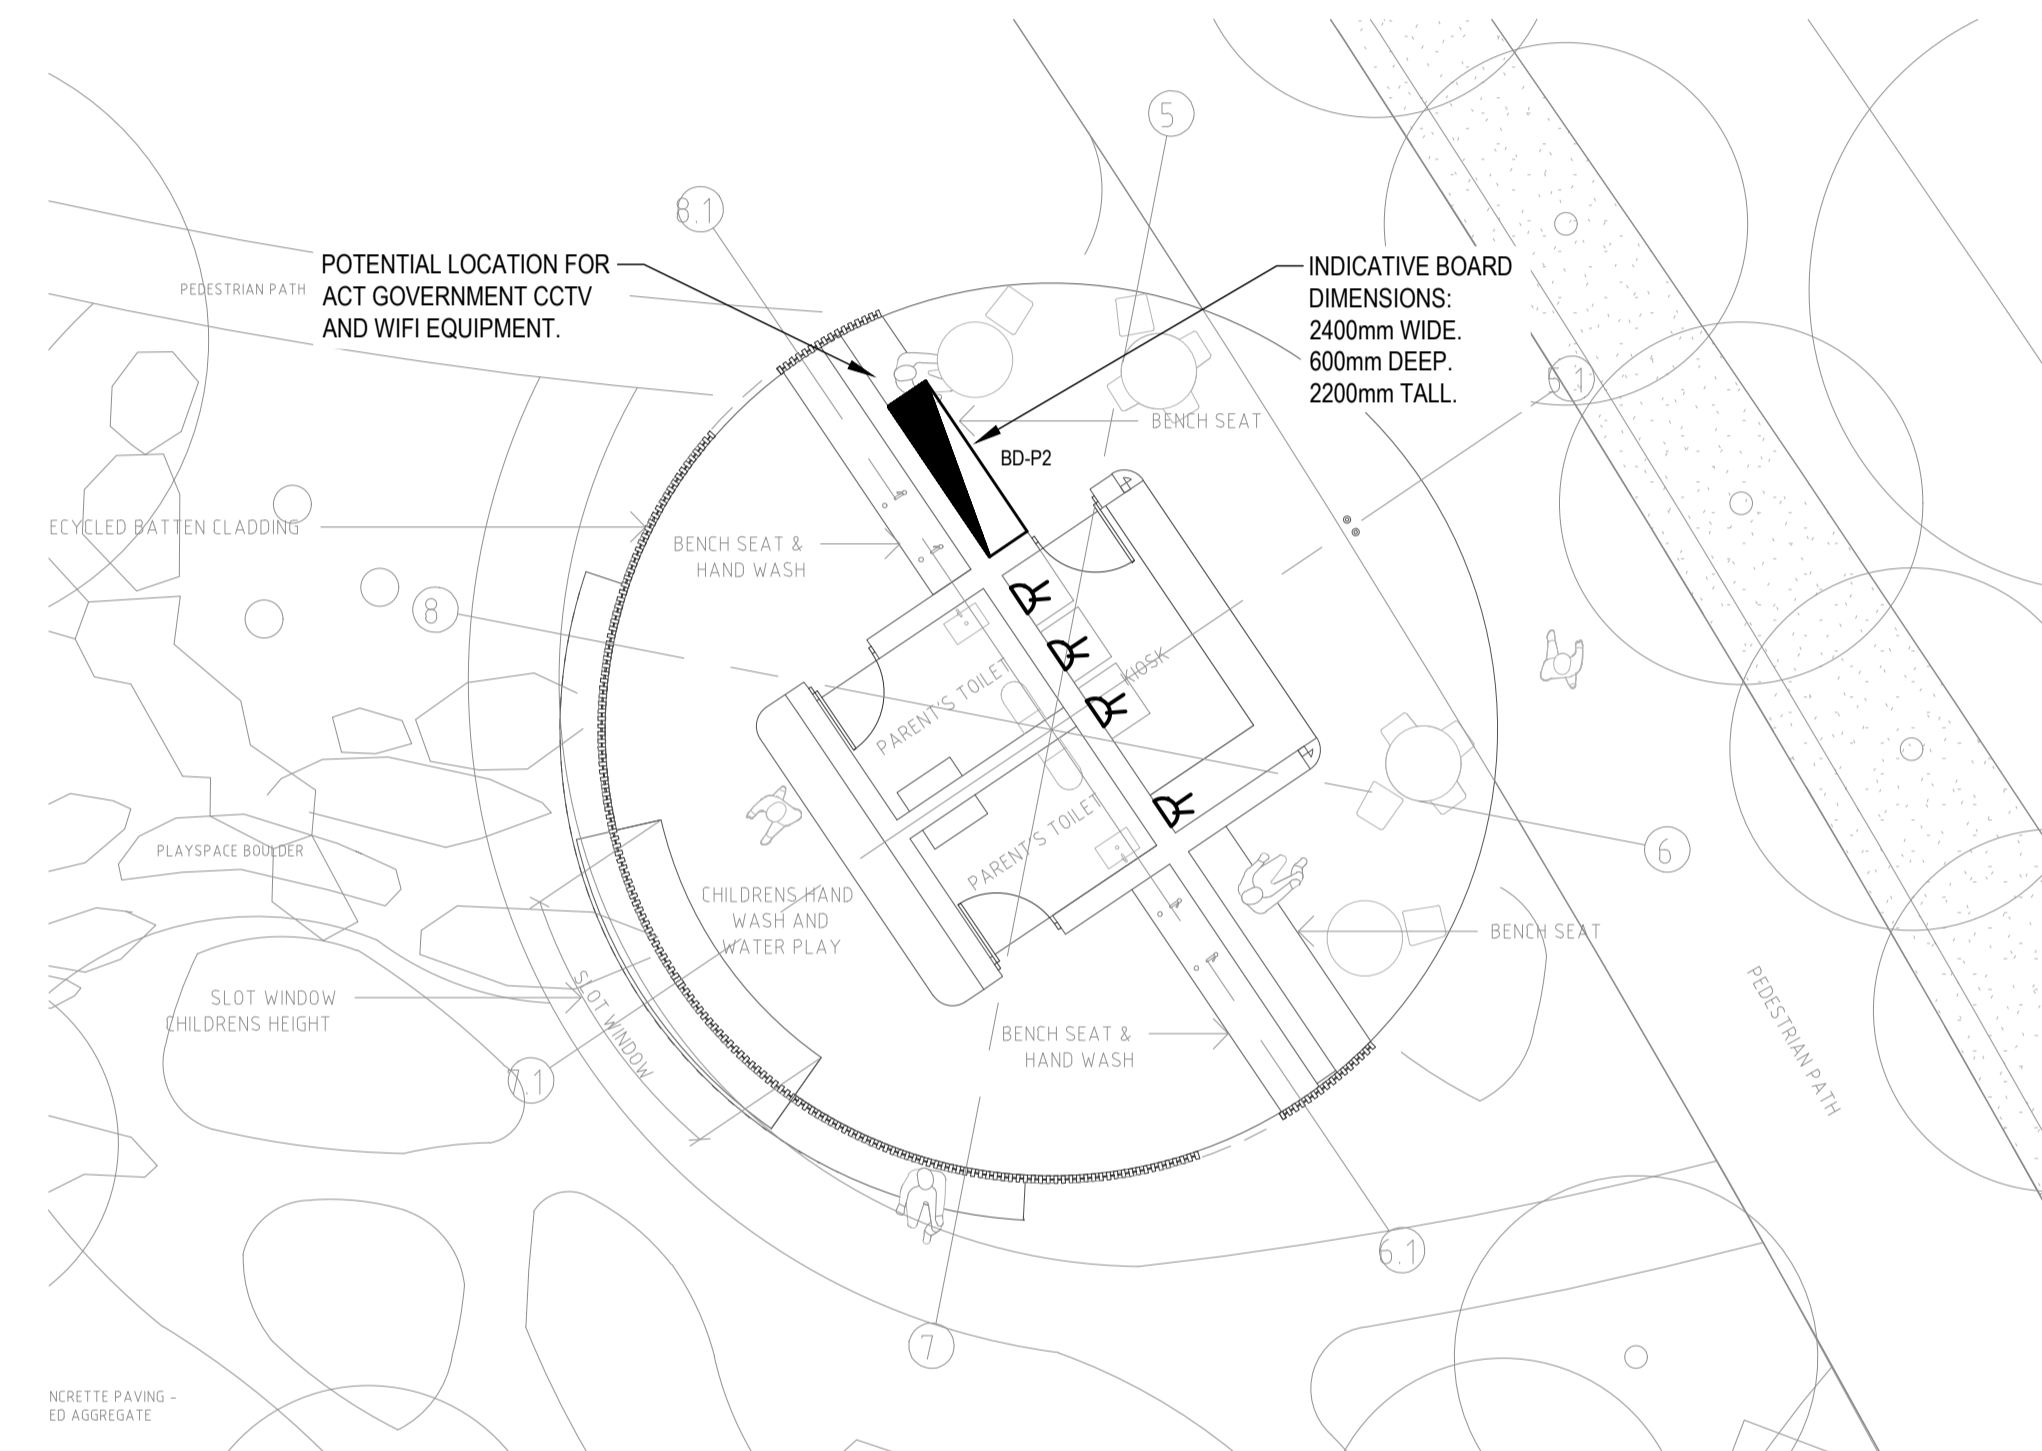 5
8.1
POTENTIAL LOCATION FOR
ACT GOVERNMENT CCTV
AND WIFI EQUIPMENT.
PEDESTRIAN PATH
INDICATIVE BOARD
DIMENSIONS:
2400mm WIDE.
600mm DEEP.
2200mm TALL.
5.1
BENCH SEAT
BD-P2
ECYCLED BATTEN CLADDING
BENCH SEAT &
HAND WASH
8
KIOSK
PARENT'S TOILET
PARENT'S TOILET
PLAYSPACE BOULDER
6
CHILDRENS HAND
WASH AND
WATER PLAY
BENCH SEAT
SLOT WINDOW
CHILDRENS HEIGHT
SLOT WINDOW
PEDESTRIAN PATH
BENCH SEAT &
HAND WASH
7.1
6.1
7
NCRETTE PAVING -
ED AGGREGATE